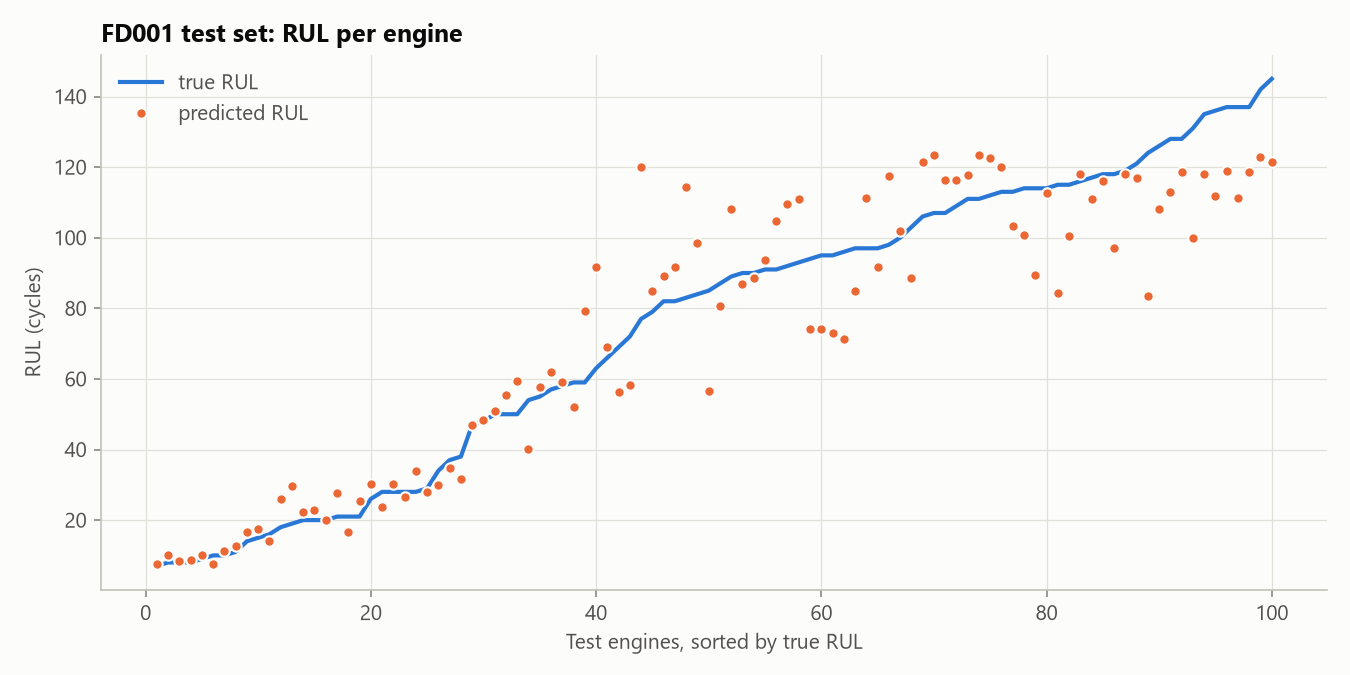 FD001 test set: RUL per engine
true RUL
predicted RUL
RUL (cycles)
140
120
100
80
60
40
20
0 20 40 60 80 100
Test engines, sorted by true RUL